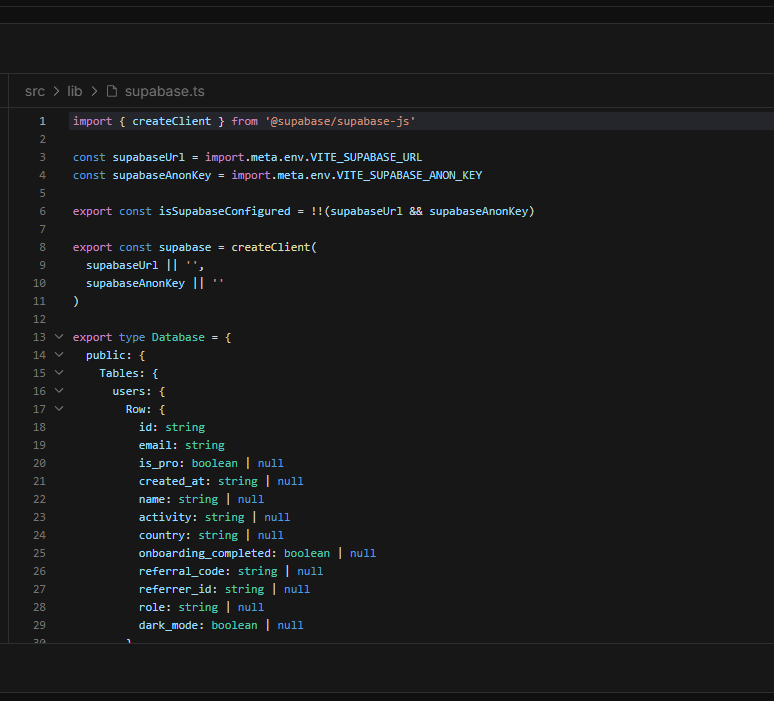 src > lib > supabase.ts
1 import { createClient } from '@supabase/supabase-js'
2
3 const supabaseUrl = import.meta.env.VITE_SUPABASE_URL
4 const supabaseAnonKey = import.meta.env.VITE_SUPABASE_ANON_KEY
5
6 export const isSupabaseConfigured = !!(supabaseUrl && supabaseAnonKey)
7
8 export const supabase = createClient(
9   supabaseUrl || '',
10   supabaseAnonKey || ''
11 )
12
13 export type Database = {
14   public: {
15     Tables: {
16       users: {
17         Row: {
18           id: string
19           email: string
20           is_pro: boolean | null
21           created_at: string | null
22           name: string | null
23           activity: string | null
24           country: string | null
25           onboarding_completed: boolean | null
26           referral_code: string | null
27           referrer_id: string | null
28           role: string | null
29           dark_mode: boolean | null
30         }